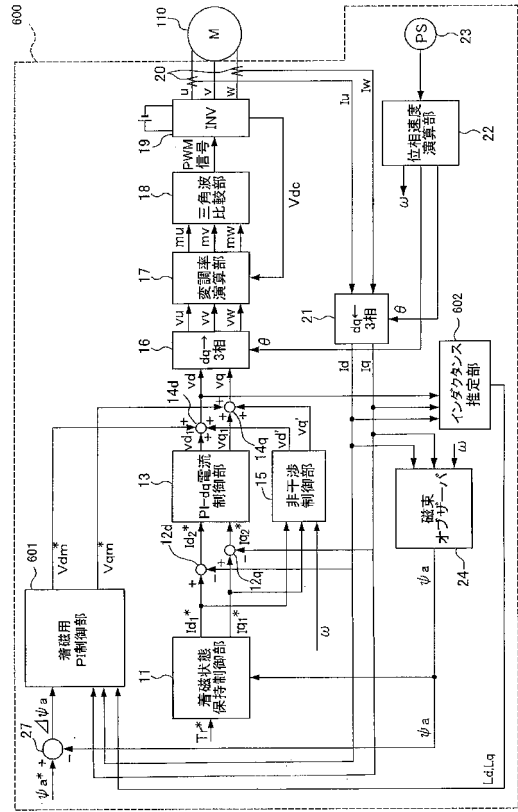 600
110
M
20
u
v
w
Iu
Iw
PS
23
INV
19
PWM
信号
Vdc
三角波
比較部
18
mu
mv
mw
変調率
演算部
17
vu
vv
vw
dq→
3相
16
θ
位相速度
演算部
22
ω
θ
dq←
3相
21
Id
Iq
602
インダクタンス
推定部
vd
vq
14d
14q
vd1
vq1
vd'
vq'
PI-dq電流
制御部
13
非干渉
制御部
15
ω
磁束
オブザーバ
24
ω
ψa
Vdm*
Vqm*
601
着磁用
PI制御部
12d
12q
Id2*
Iq2*
Id1*
Iq1*
着磁状態
保持制御部
11
Tr*
⊿ψa
27
ψa*
ψa
Ld,Lq